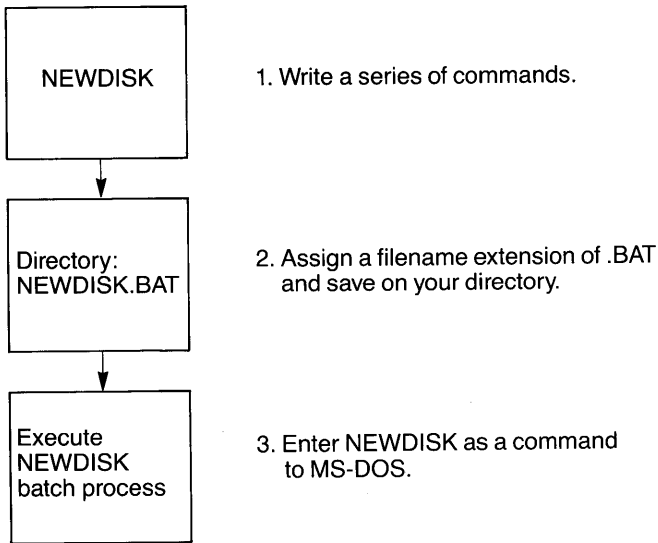 NEWDISK
1. Write a series of commands.
Directory:
NEWDISK.BAT
2. Assign a filename extension of .BAT
and save on your directory.
Execute
NEWDISK
batch process
3. Enter NEWDISK as a command
to MS-DOS.